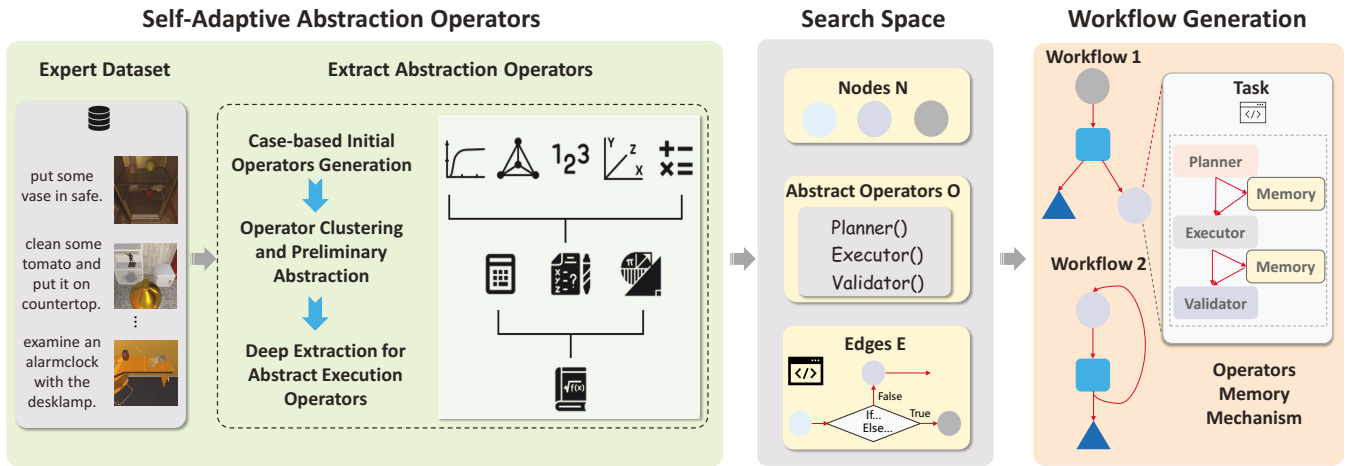 Self-Adaptive Abstraction Operators
Search Space
Workflow Generation
Expert Dataset
put some
vase in safe.
clean some
tomato and
put it on
countertop.
...
examine an
alarmclock
with the
desklamp.
Extract Abstraction Operators
Case-based Initial
Operators Generation
Operator Clustering
and Preliminary
Abstraction
Deep Extraction for
Abstract Execution
Operators
1 2 3
Y
Z
X
π
x - ?
z -
√f(x)
Nodes N
Abstract Operators O
Planner()
Executor()
Validator()
Edges E
</>
False
If...
Else...
True
Workflow 1
Workflow 2
Task
</>
Planner
Memory
Executor
Memory
Validator
Operators
Memory
Mechanism